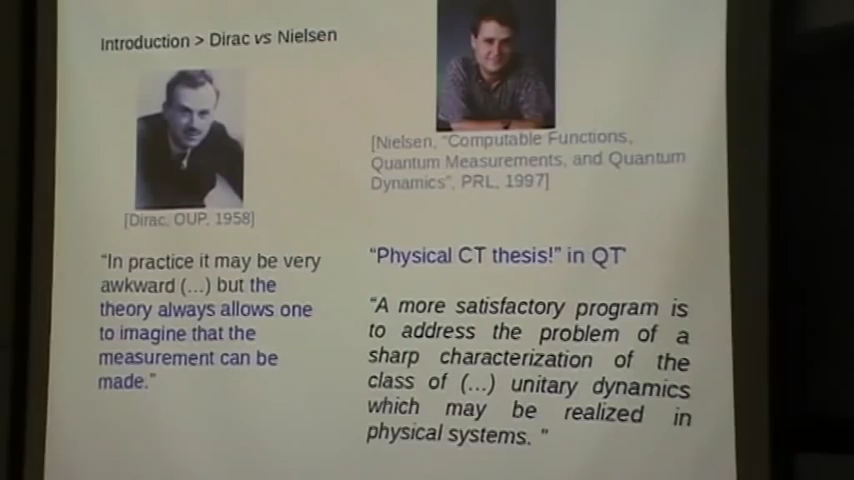 Introduction > Dirac vs Nielsen
[Dirac, OUP, 1958]
"In practice it may be very
awkward (...) but the
theory always allows one
to imagine that the
measurement can be
made."
[Nielsen, "Computable Functions,
Quantum Measurements, and Quantum
Dynamics", PRL, 1997]
"Physical CT thesis!" in QT'
"A more satisfactory program is
to address the problem of a
sharp characterization of the
class of (...) unitary dynamics
which may be realized in
physical systems. "